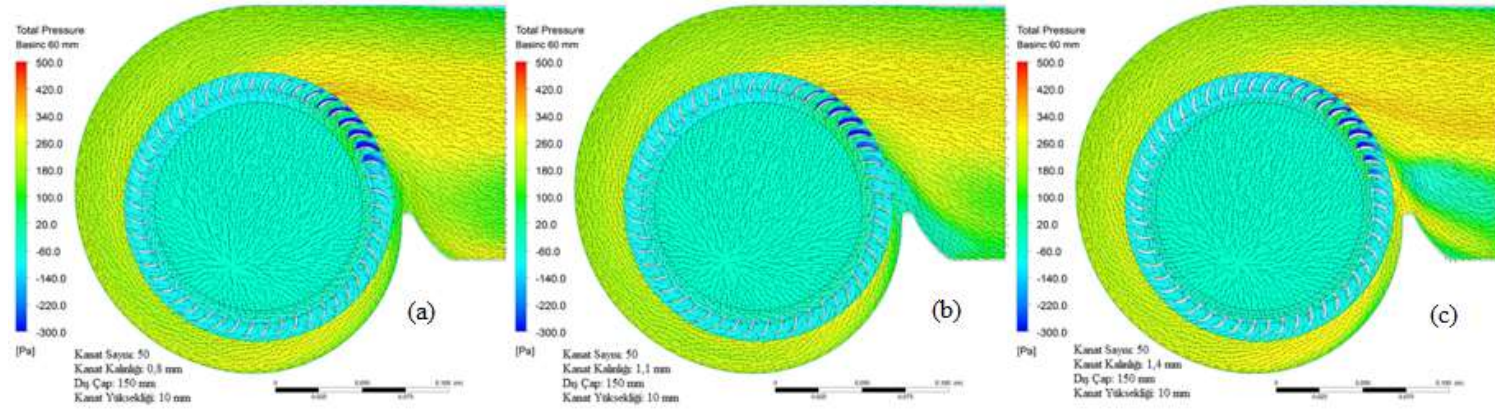 Total Pressure
Basinc 60 mm
500.0
420.0
340.0
260.0
180.0
100.0
20.0
-60.0
-140.0
-220.0
-300.0
[Pa]
(a)
Kanat Sayısı: 50
Kanat Kalınlığı: 0,8 mm
Dış Çap: 150 mm
Kanat Yüksekliği: 10 mm
Total Pressure
Basinc 60 mm
500.0
420.0
340.0
260.0
180.0
100.0
20.0
-60.0
-140.0
-220.0
-300.0
[Pa]
(b)
Kanat Sayısı: 50
Kanat Kalınlığı: 1,1 mm
Dış Çap: 150 mm
Kanat Yüksekliği: 10 mm
Total Pressure
Basinc 60 mm
500.0
420.0
340.0
260.0
180.0
100.0
20.0
-60.0
-140.0
-220.0
-300.0
[Pa]
(c)
Kanat Sayısı: 50
Kanat Kalınlığı: 1,4 mm
Dış Çap: 150 mm
Kanat Yüksekliği: 10 mm